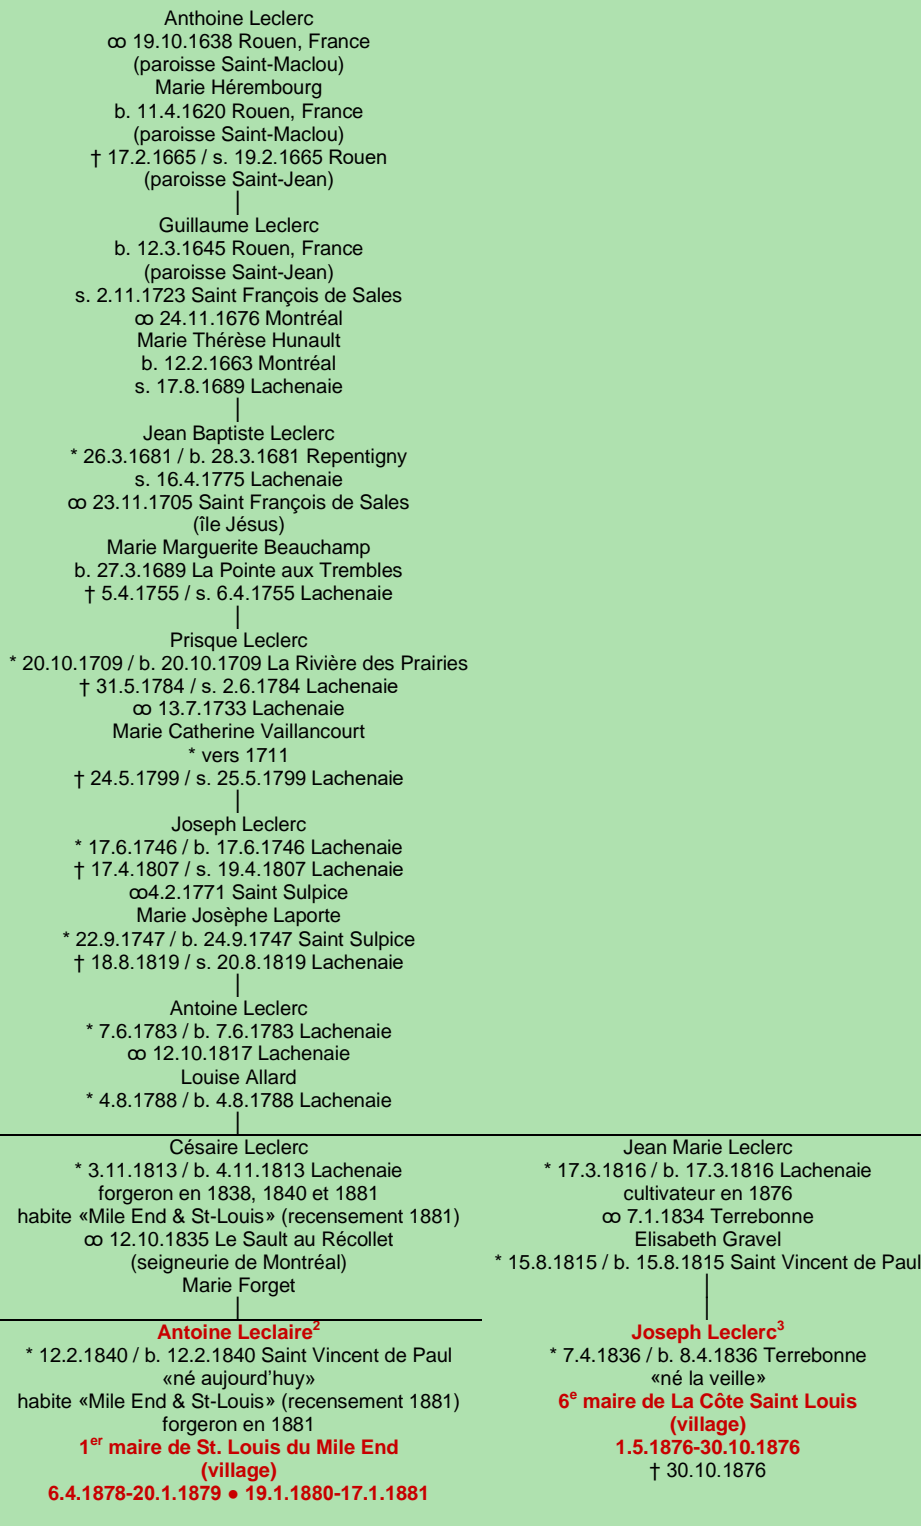 Anthoine Leclerc
ꝏ 19.10.1638 Rouen, France
(paroisse Saint-Maclou)
Marie Hérembourg
b. 11.4.1620 Rouen, France
(paroisse Saint-Maclou)
† 17.2.1665 / s. 19.2.1665 Rouen
(paroisse Saint-Jean)
Guillaume Leclerc
b. 12.3.1645 Rouen, France
(paroisse Saint-Jean)
s. 2.11.1723 Saint François de Sales
ꝏ 24.11.1676 Montréal
Marie Thérèse Hunault
b. 12.2.1663 Montréal
s. 17.8.1689 Lachenaie
Jean Baptiste Leclerc
* 26.3.1681 / b. 28.3.1681 Repentigny
s. 16.4.1775 Lachenaie
ꝏ 23.11.1705 Saint François de Sales
(île Jésus)
Marie Marguerite Beauchamp
b. 27.3.1689 La Pointe aux Trembles
† 5.4.1755 / s. 6.4.1755 Lachenaie
Prisque Leclerc
* 20.10.1709 / b. 20.10.1709 La Rivière des Prairies
† 31.5.1784 / s. 2.6.1784 Lachenaie
ꝏ 13.7.1733 Lachenaie
Marie Catherine Vaillancourt
* vers 1711
† 24.5.1799 / s. 25.5.1799 Lachenaie
Joseph Leclerc
* 17.6.1746 / b. 17.6.1746 Lachenaie
† 17.4.1807 / s. 19.4.1807 Lachenaie
ꝏ4.2.1771 Saint Sulpice
Marie Josèphe Laporte
* 22.9.1747 / b. 24.9.1747 Saint Sulpice
† 18.8.1819 / s. 20.8.1819 Lachenaie
Antoine Leclerc
* 7.6.1783 / b. 7.6.1783 Lachenaie
ꝏ 12.10.1817 Lachenaie
Louise Allard
* 4.8.1788 / b. 4.8.1788 Lachenaie
Césaire Leclerc
* 3.11.1813 / b. 4.11.1813 Lachenaie
forgeron en 1838, 1840 et 1881
habite «Mile End & St-Louis» (recensement 1881)
ꝏ 12.10.1835 Le Sault au Récollet
(seigneurie de Montréal)
Marie Forget
Jean Marie Leclerc
* 17.3.1816 / b. 17.3.1816 Lachenaie
cultivateur en 1876
ꝏ 7.1.1834 Terrebonne
Elisabeth Gravel
* 15.8.1815 / b. 15.8.1815 Saint Vincent de Paul
Antoine Leclaire²
* 12.2.1840 / b. 12.2.1840 Saint Vincent de Paul
«né aujourd'huy»
habite «Mile End & St-Louis» (recensement 1881)
forgeron en 1881
1er maire de St. Louis du Mile End
(village)
6.4.1878-20.1.1879 ● 19.1.1880-17.1.1881
Joseph Leclerc³
* 7.4.1836 / b. 8.4.1836 Terrebonne
«né la veille»
6e maire de La Côte Saint Louis
(village)
1.5.1876-30.10.1876
† 30.10.1876